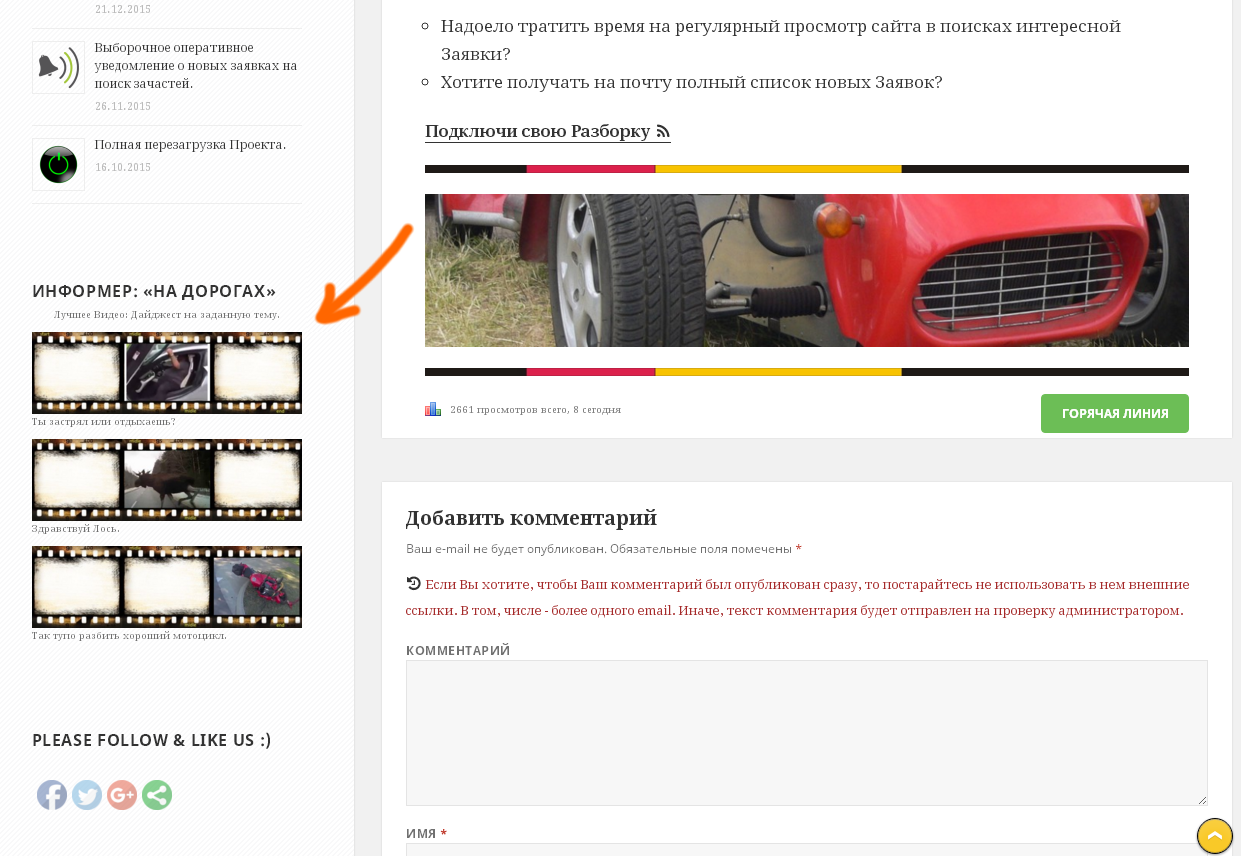 21.12.2015
Выборочное оперативное
уведомление о новых заявках на
поиск зачастей.
26.11.2015
Полная перезагрузка Проекта.
16.10.2015
ИНФОРМЕР: «НА ДОРОГАХ»
Лучшее Видео: Дайджест на заданную тему.
Ты застрял или отдыхаешь?
Здравствуй Лось.
Так тупо разбить хороший мотоцикл.
PLEASE FOLLOW & LIKE US :)
Надоело тратить время на регулярный просмотр сайта в поисках интересной
Заявки?
Хотите получать на почту полный список новых Заявок?
Подключи свою Разборку
2661 просмотров всего, 8 сегодня
ГОРЯЧАЯ ЛИНИЯ
Добавить комментарий
Ваш e-mail не будет опубликован. Обязательные поля помечены *
Если Вы хотите, чтобы Ваш комментарий был опубликован сразу, то постарайтесь не использовать в нем внешние
ссылки. В том, числе - более одного email. Иначе, текст комментария будет отправлен на проверку администратором.
КОММЕНТАРИЙ
ИМЯ *